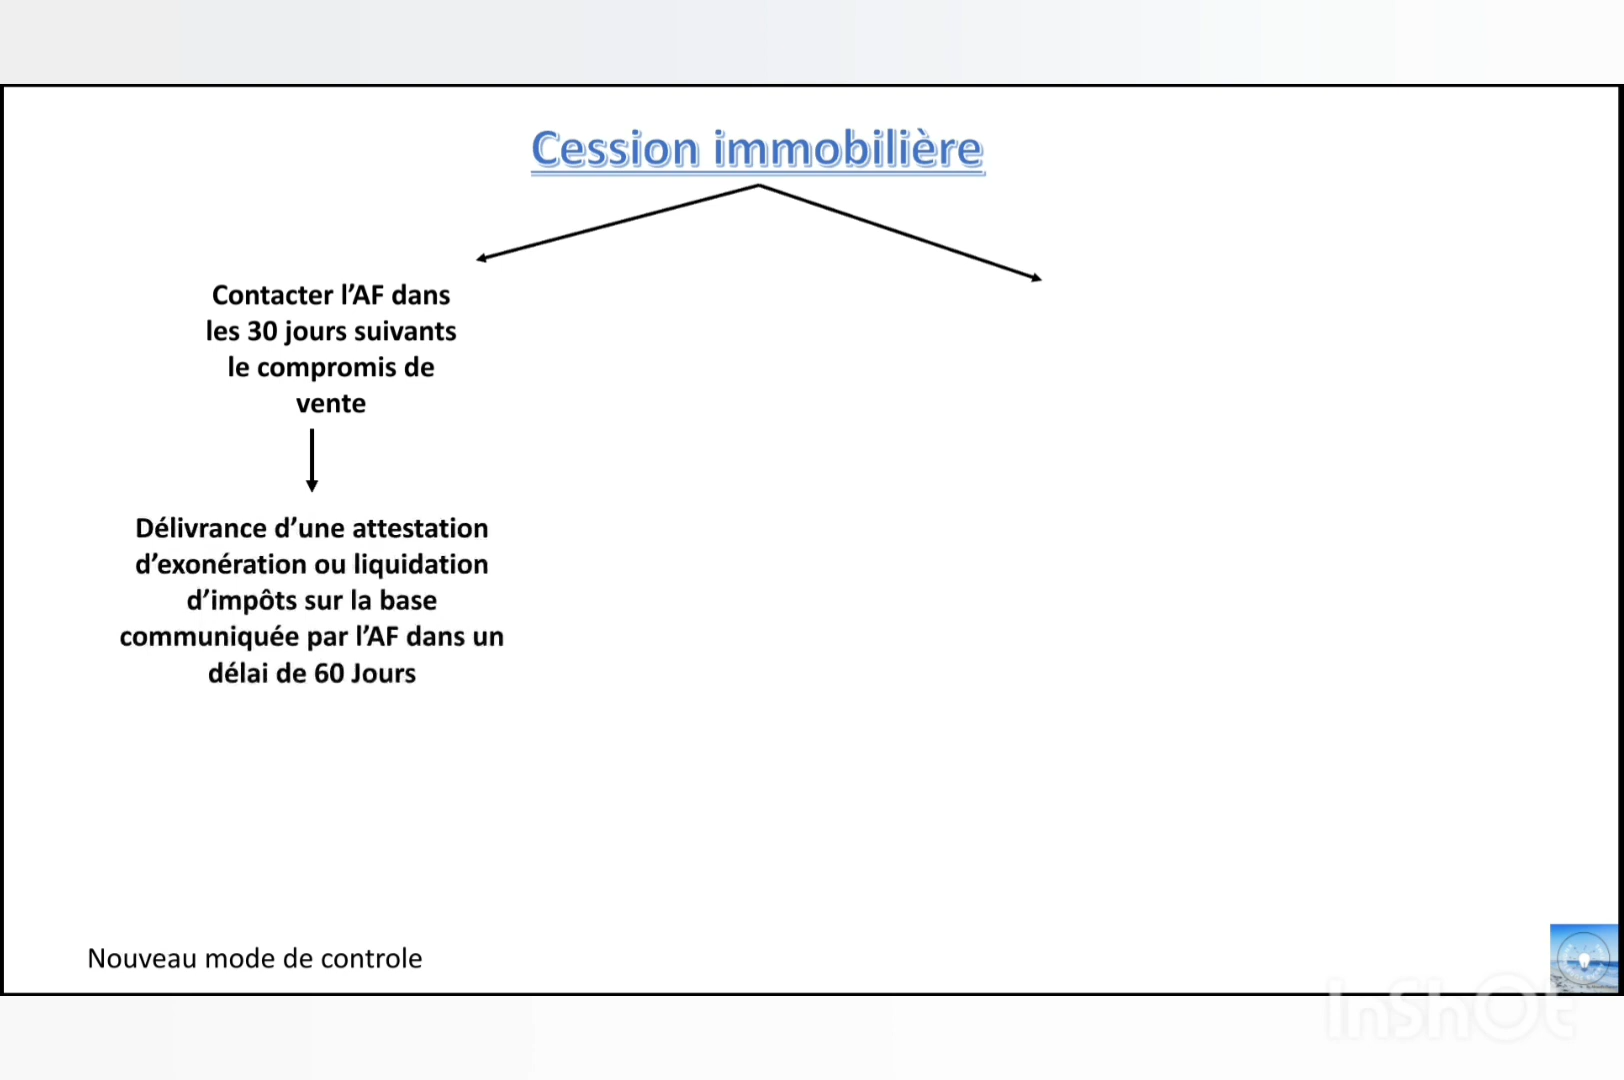 Cession immobilière
Contacter l’AF dans
les 30 jours suivants
le compromis de
vente
Délivrance d’une attestation
d’exonération ou liquidation
d’impôts sur la base
communiquée par l’AF dans un
délai de 60 Jours
Nouveau mode de controle
InShOt